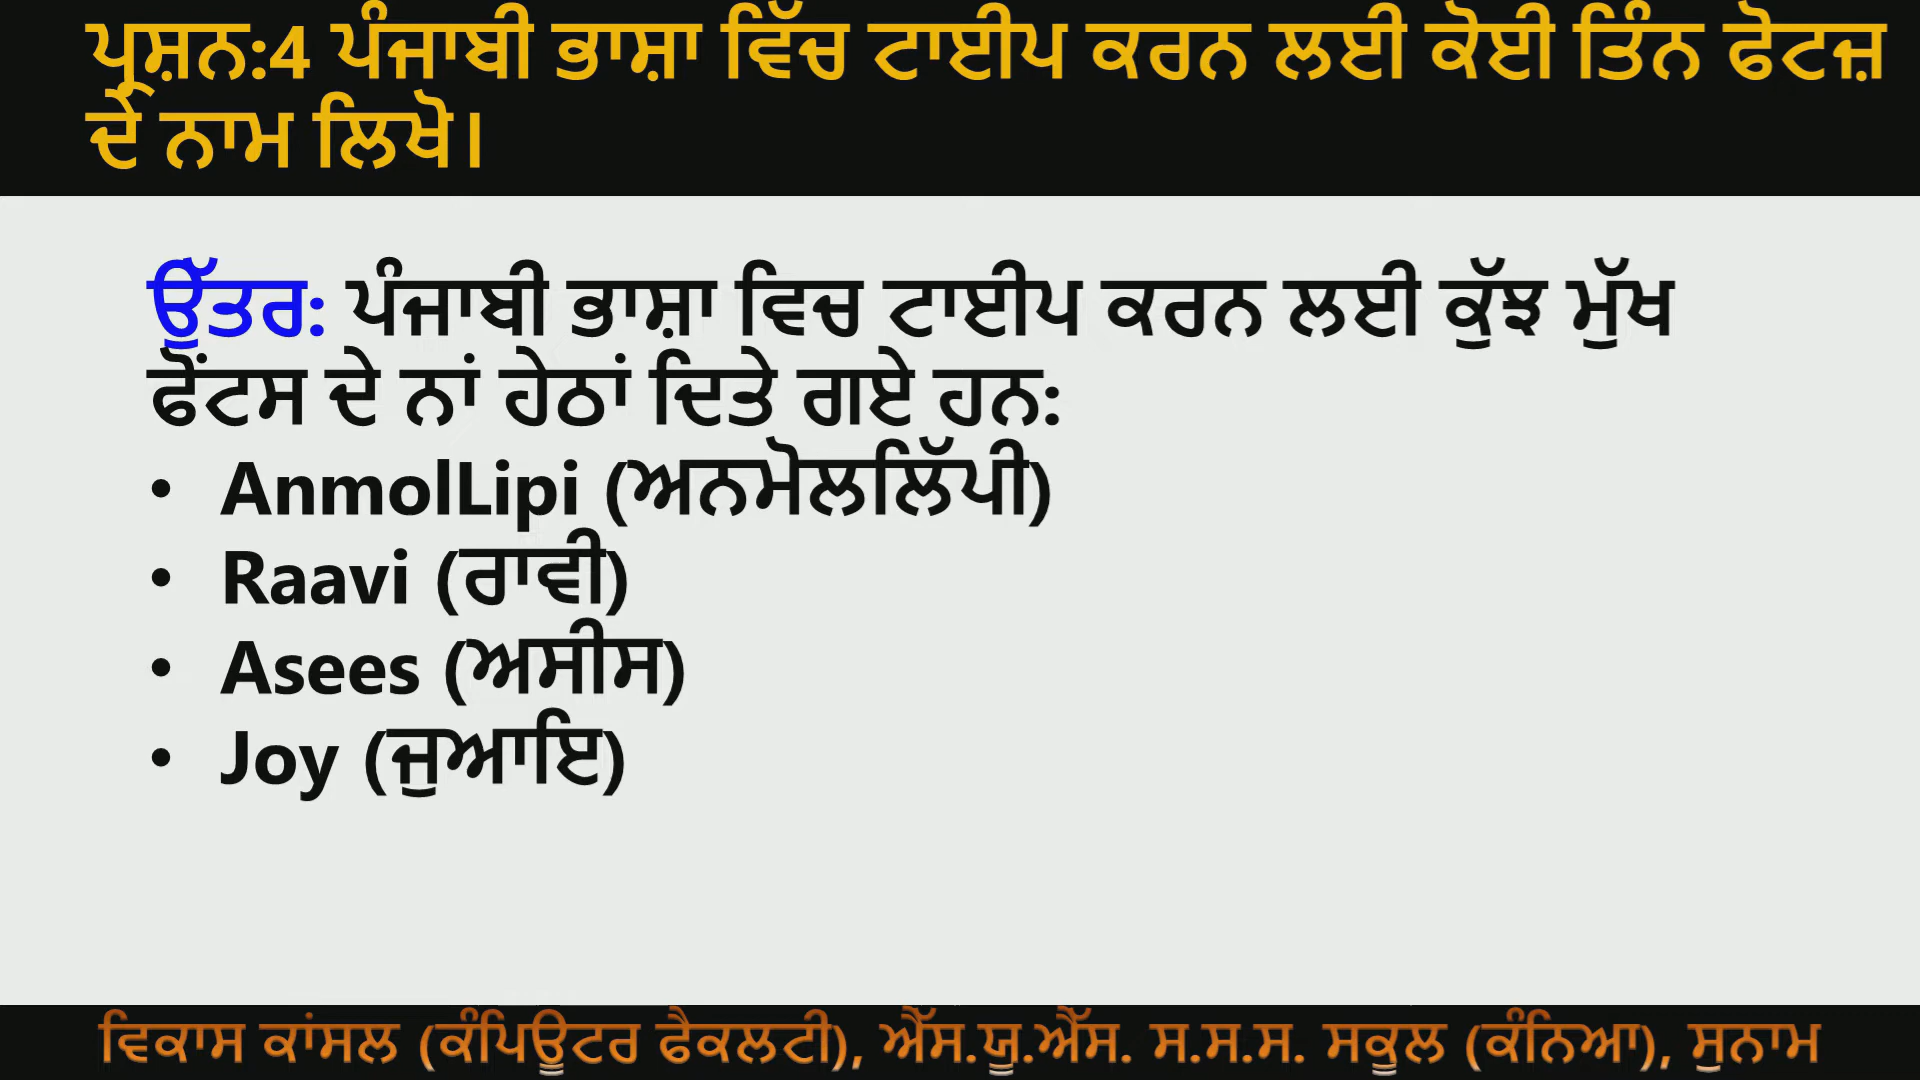 ਪ੍ਰਸ਼ਨ:4 ਪੰਜਾਬੀ ਭਾਸ਼ਾ ਵਿੱਚ ਟਾਈਪ ਕਰਨ ਲਈ ਕੋਈ ਤਿੰਨ ਫੋਟਜ਼
ਦੇ ਨਾਮ ਲਿਖੋ।
ਉੱਤਰ: ਪੰਜਾਬੀ ਭਾਸ਼ਾ ਵਿਚ ਟਾਈਪ ਕਰਨ ਲਈ ਕੁੱਝ ਮੁੱਖ
ਫੋਂਟਸ ਦੇ ਨਾਂ ਹੇਠਾਂ ਦਿਤੇ ਗਏ ਹਨ:
• AnmolLipi (ਅਨਮੋਲਲਿੱਪੀ)
• Raavi (ਰਾਵੀ)
• Asees (ਅਸੀਸ)
• Joy (ਜੁਆਇ)
ਵਿਕਾਸ ਕਾਂਸਲ (ਕੰਪਿਊਟਰ ਫੈਕਲਟੀ), ਐੱਸ.ਯੂ.ਐੱਸ. ਸ.ਸ.ਸ. ਸਕੂਲ (ਕੰਨਿਆ), ਸੁਨਾਮ